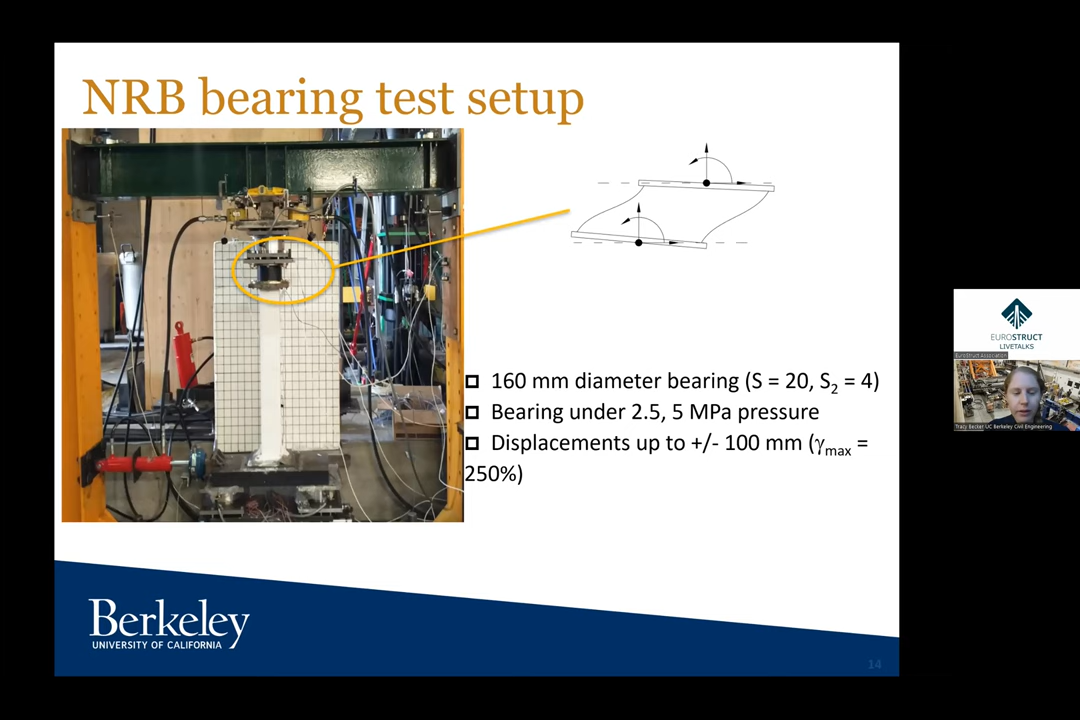 NRB bearing test setup
160 mm diameter bearing (S = 20, S2 = 4)
Bearing under 2.5, 5 MPa pressure
Displacements up to +/- 100 mm (γmax =
250%)
Berkeley
UNIVERSITY OF CALIFORNIA
14
EUROSTRUCT
LIVETALKS
EuroStruct Association
Tracy Becker UC Berkeley Civil Engineering